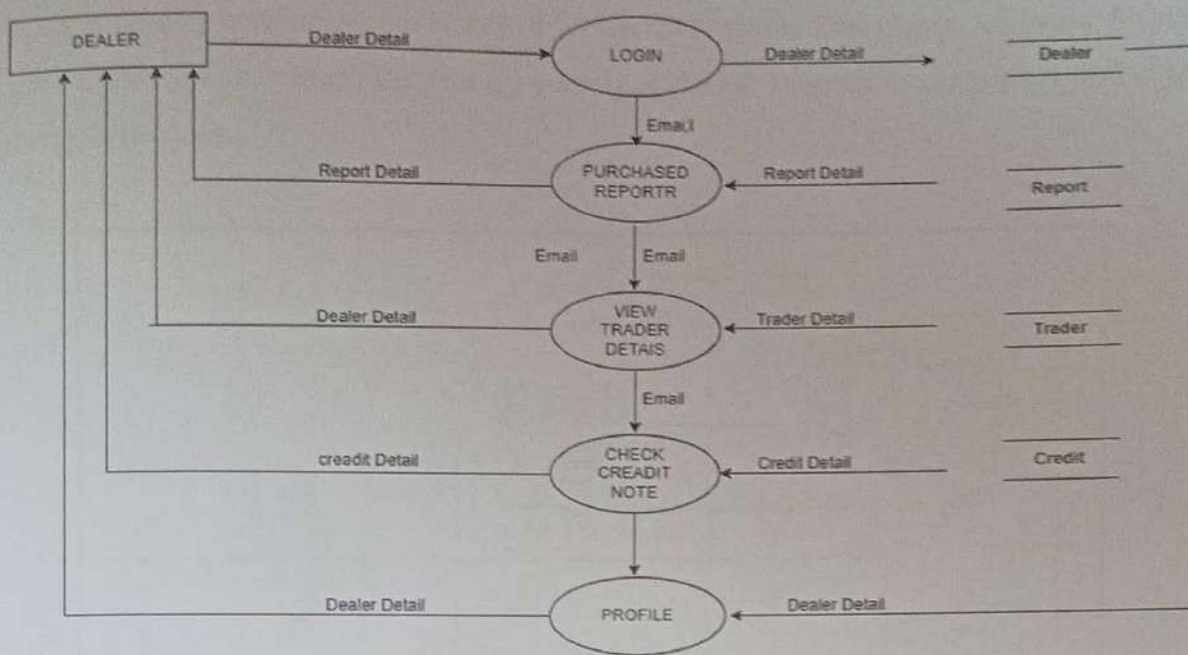 DEALER
Dealer Detail
LOGIN
Dealer Detail
Dealer
Email
Report Detail
PURCHASED
REPORTR
Report Detail
Report
Email
Email
Dealer Detail
VIEW
TRADER
DETAIS
Trader Detail
Trader
Email
creadit Detail
CHECK
CREADIT
NOTE
Credit Detail
Credit
Dealer Detail
PROFILE
Dealer Detail